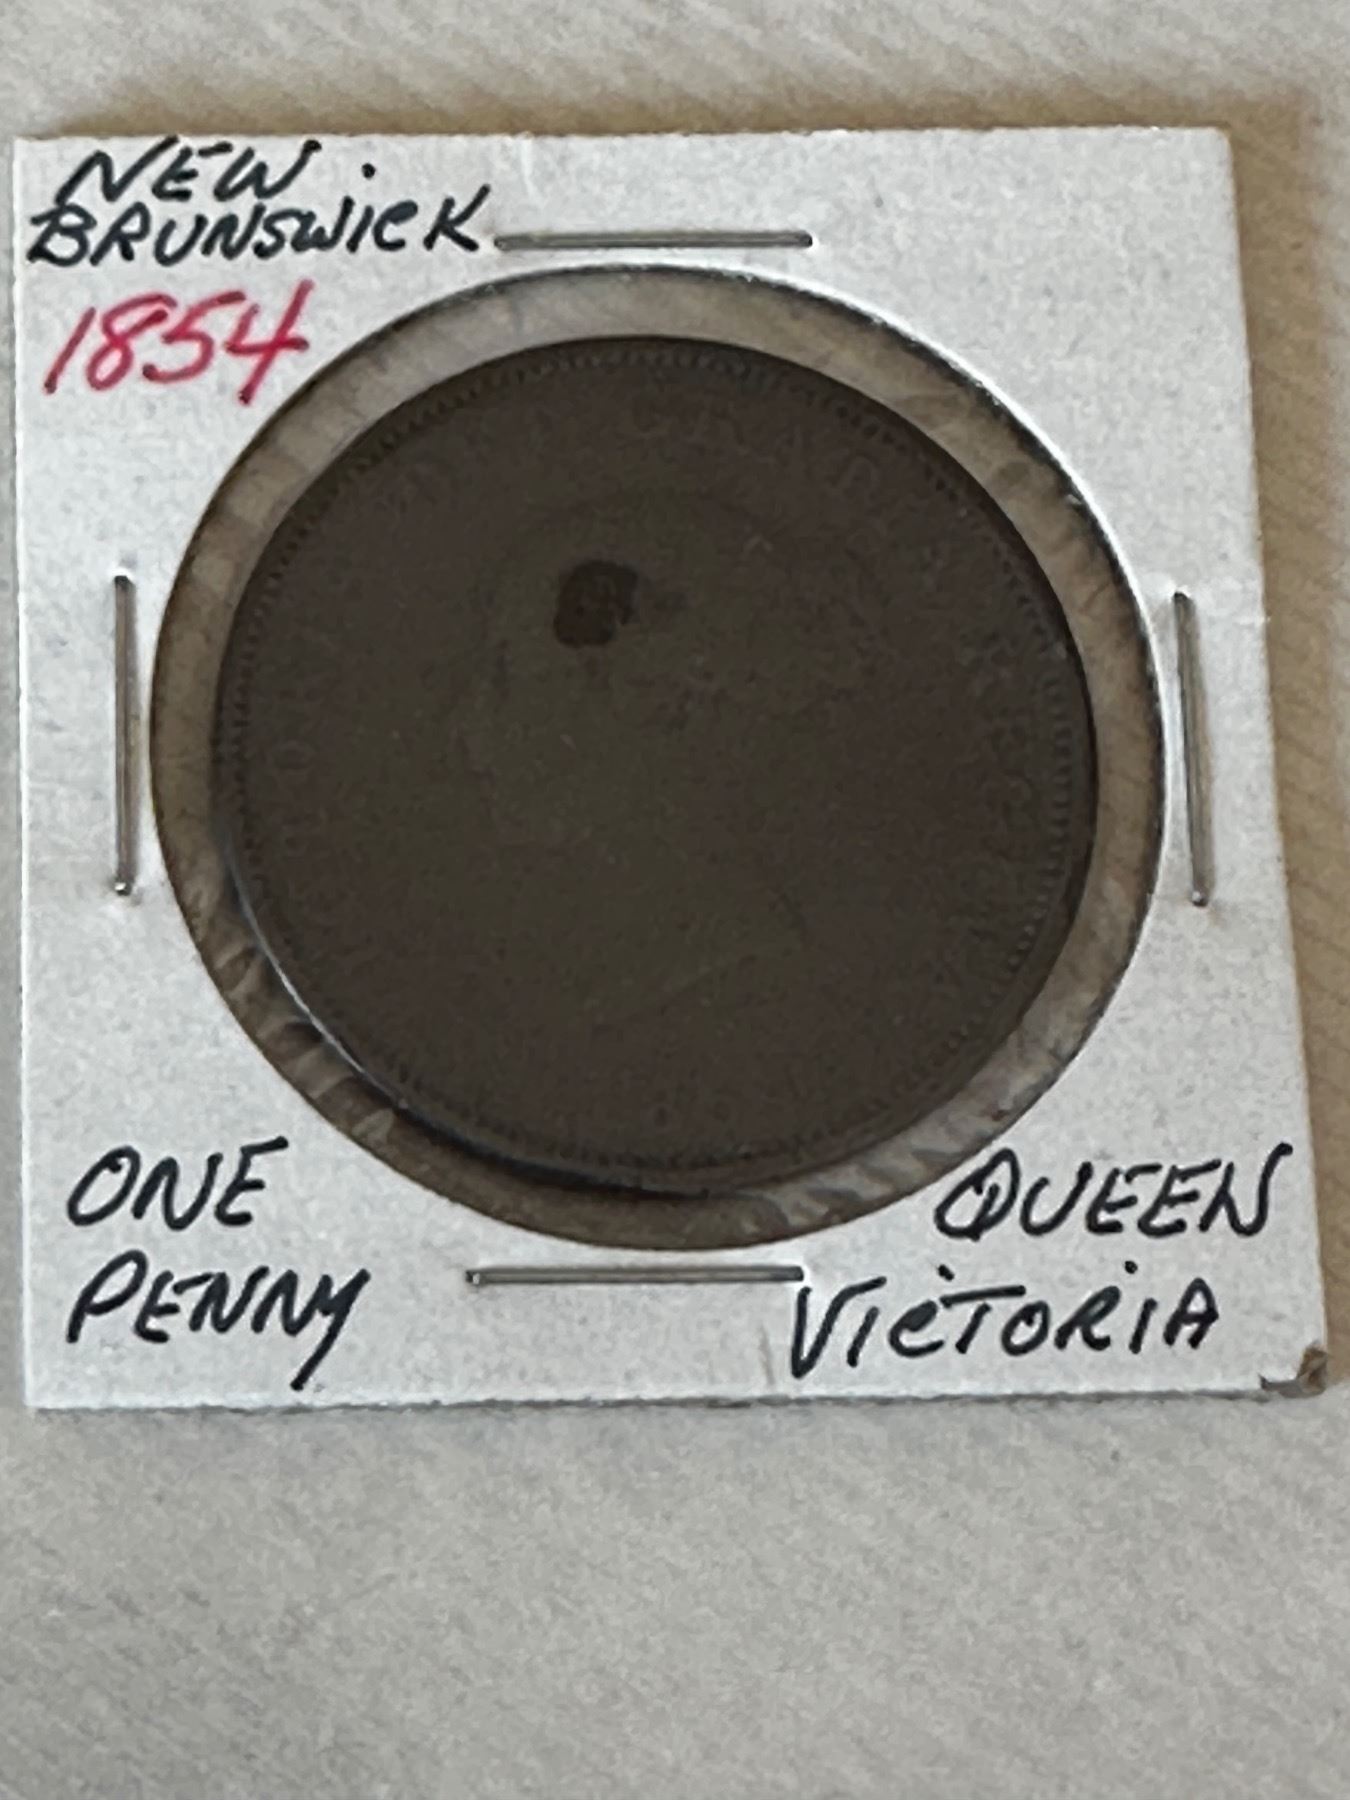 NEW
BRUNSWICK
1854
ONE
PENNY
QUEEN
VICTORIA